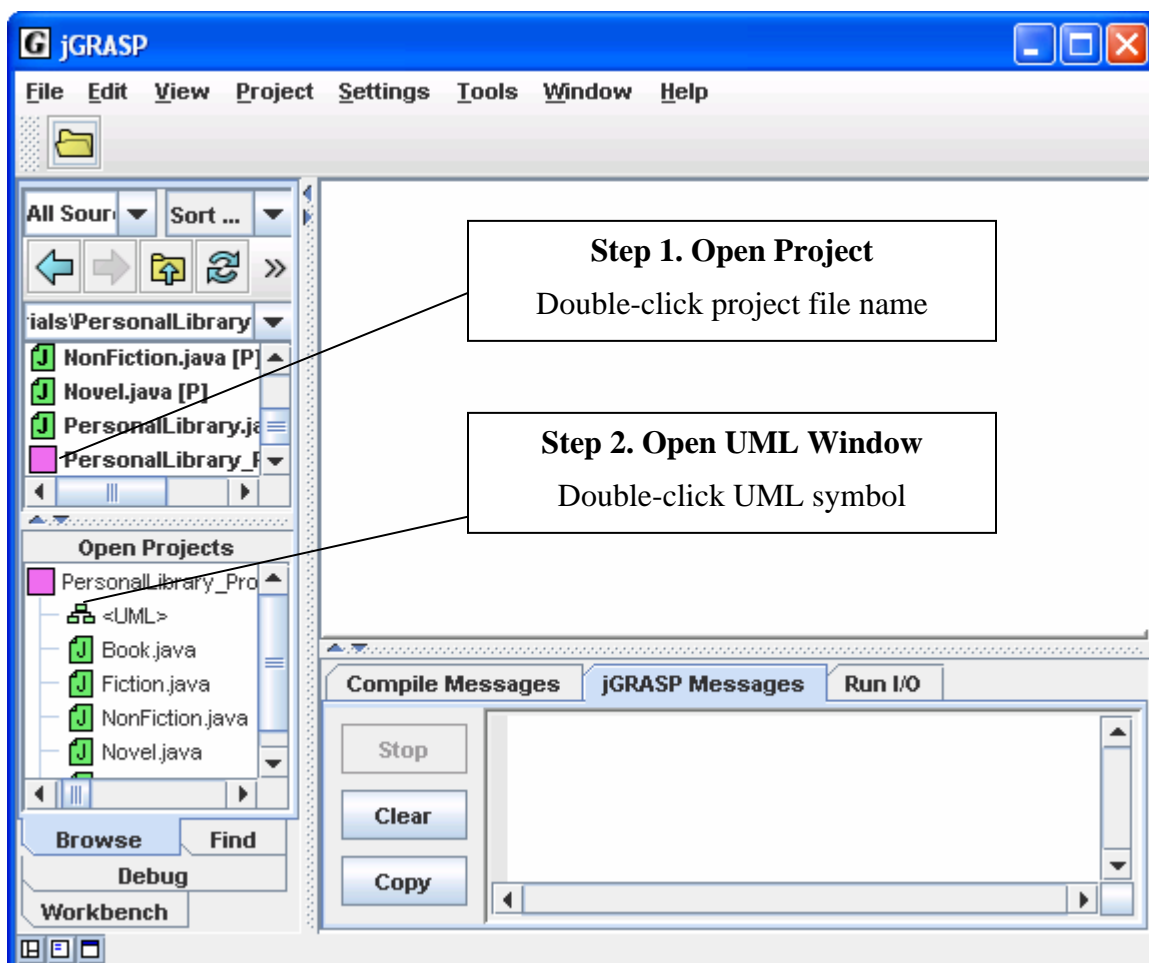 jGRASP
File Edit View Project Settings Tools Window Help
All Sour
Sort ...
ials\PersonalLibrary
NonFiction.java [P]
Novel.java [P]
PersonalLibrary.ja
PersonalLibrary_P
Step 1. Open Project
Double-click project file name
Step 2. Open UML Window
Double-click UML symbol
Open Projects
PersonalLibrary_Pro
<UML>
Book.java
Fiction.java
NonFiction.java
Novel.java
Browse Find
Debug
Workbench
Compile Messages jGRASP Messages Run I/O
Stop
Clear
Copy